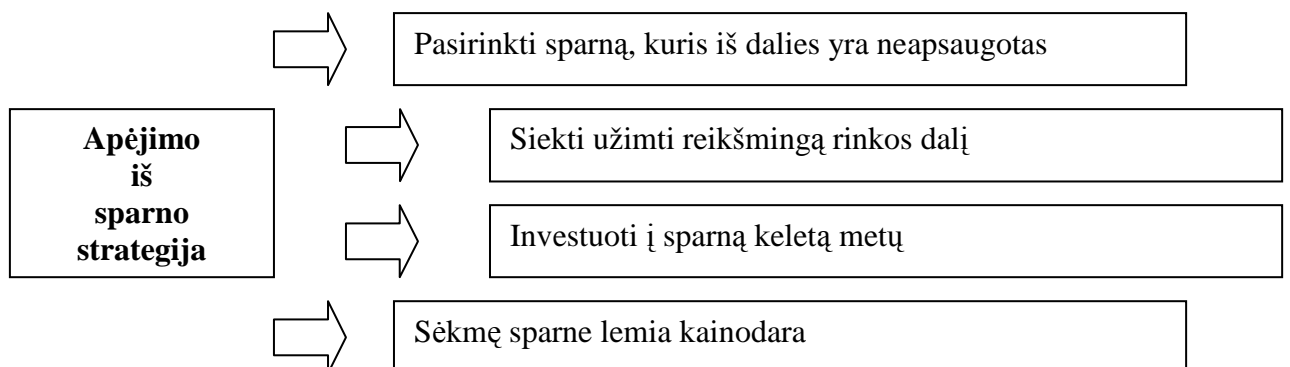 Pasirinkti sparną, kuris iš dalies yra neapsaugotas
Apėjimo
iš
sparno
strategija
Siekti užimti reikšmingą rinkos dalį
Investuoti į sparną keletą metų
Sėkmę sparne lemia kainodara